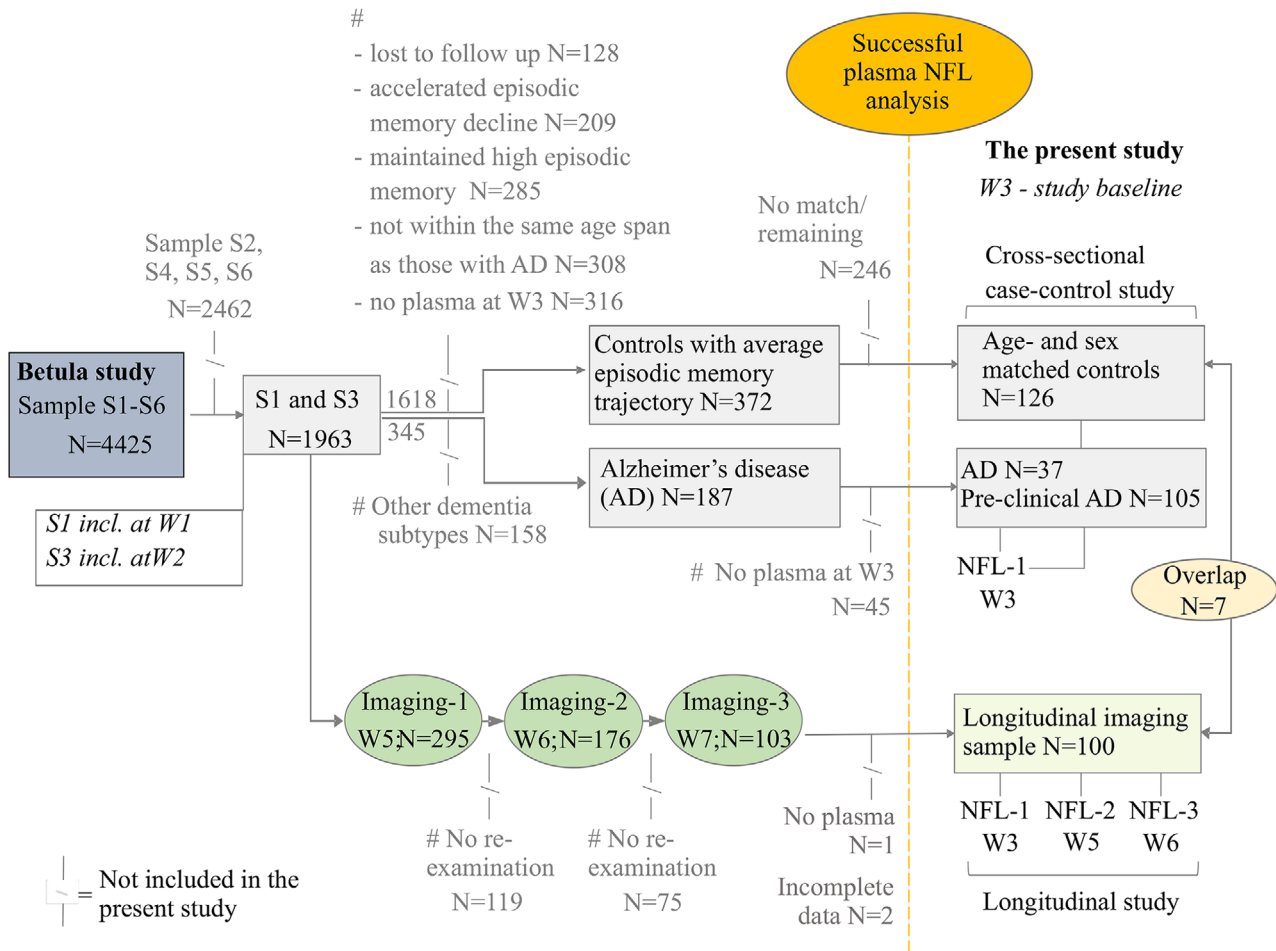 #
- lost to follow up N=128
- accelerated episodic
memory decline N=209
- maintained high episodic
memory N=285
- not within the same age span
as those with AD N=308
- no plasma at W3 N=316
Successful
plasma NFL
analysis
The present study
W3 - study baseline
Sample S2,
S4, S5, S6
N=2462
No match/
remaining
N=246
Cross-sectional
case-control study
Betula study
Sample S1-S6
N=4425
S1 and S3
N=1963
1618
345
Controls with average
episodic memory
trajectory N=372
Age- and sex
matched controls
N=126
Alzheimer's disease
(AD) N=187
AD N=37
Pre-clinical AD N=105
S1 incl. at W1
S3 incl. atW2
# Other dementia
subtypes N=158
# No plasma at W3
N=45
NFL-1
W3
Overlap
N=7
Imaging-1
W5;N=295
Imaging-2
W6;N=176
Imaging-3
W7;N=103
Longitudinal imaging
sample N=100
# No re-
examination
N=119
# No re-
examination
N=75
No plasma
N=1
Incomplete
data N=2
NFL-1
W3
NFL-2
W5
NFL-3
W6
Longitudinal study
= Not included in the
present study